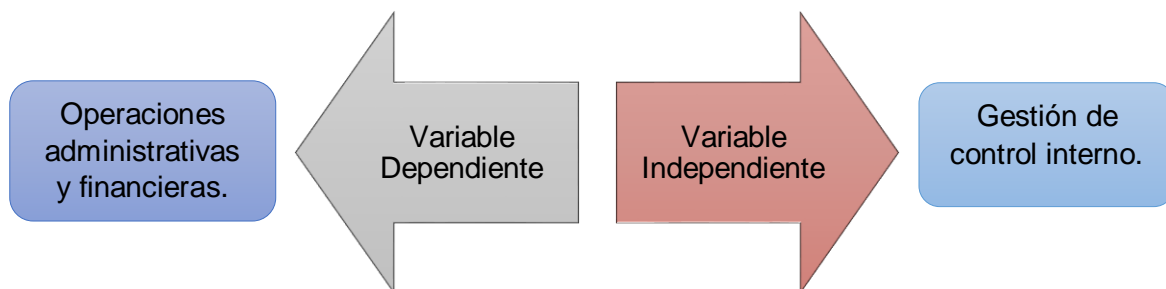 Operaciones
administrativas
y financieras.
Variable
Dependiente
Variable
Independiente
Gestión de
control interno.